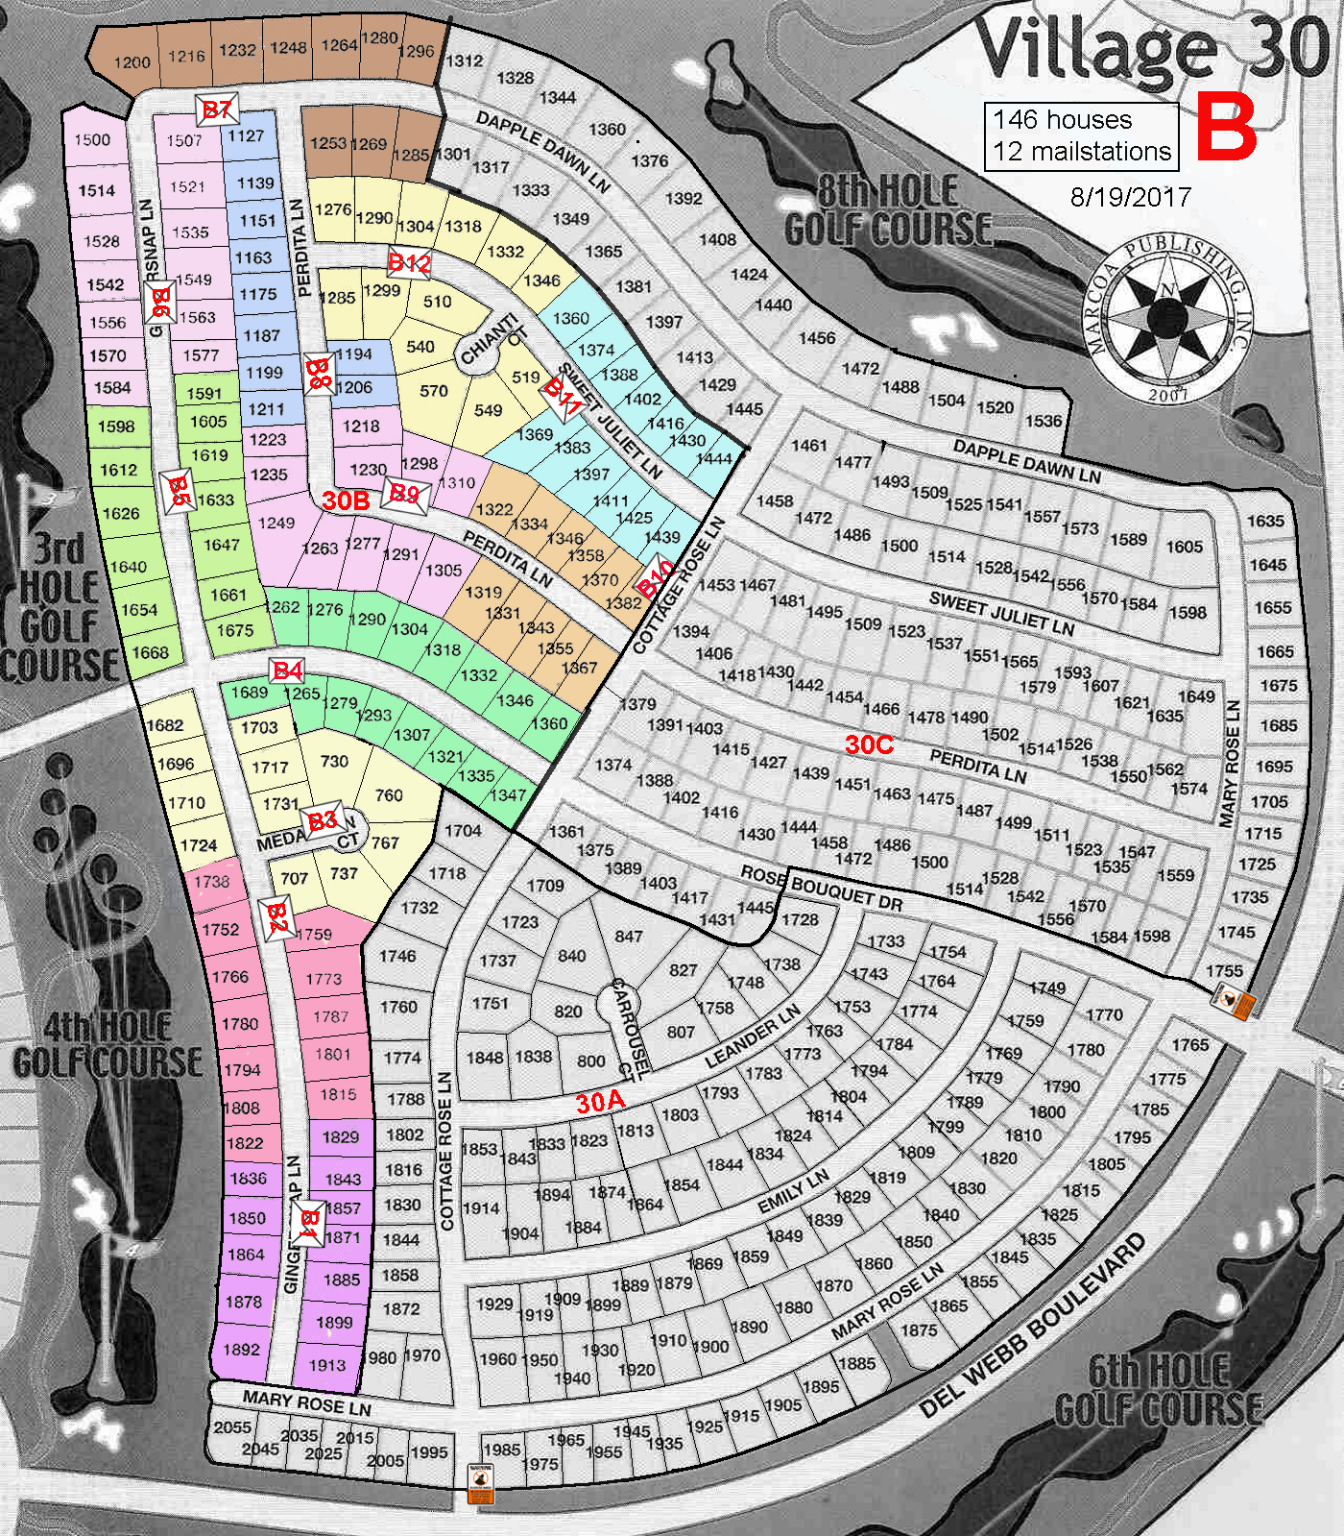 Village 30
B
146 houses
12 mailstations
8/19/2017
MARCOA PUBLISHING, INC.
N
2007
8th HOLE
GOLF COURSE
3rd
HOLE
GOLF
COURSE
3
4th HOLE
GOLF COURSE
4
6th HOLE
GOLF COURSE
1200 1216 1232 1248 1264 1280 1296
1312 1328 1344 1360 1376 1392 1408 1424 1440 1456 1472 1488 1504 1520 1536
DAPPLE DAWN LN
1253 1269 1285 1301 1317 1333 1349 1365 1381 1397 1413 1429 1445
B7
1500 1514 1528 1542 1556 1570 1584 1598 1612 1626 1640 1654 1668
1507 1521 1535 1549 1563 1577 1591 1605 1619 1633 1647 1661 1675
B6
B5
1127 1139 1151 1163 1175 1187 1199 1211 1223 1235 1249 1263 1277 1291 1305 1319 1331 1343 1355 1367
PERDITA LN
B8
1194 1206 1218 1230 1298 1310 1322 1334 1346 1358 1370 1382
30B
B9
PERDITA LN
B10
1276 1290 1304 1318 1332 1346 1360 1374 1388 1402 1416 1430 1444
B12
1285 1299 510 540 570 549 519
CHIANTI CT
B11
SWEET JULIET LN
1369 1383 1397 1411 1425 1439
COTTAGE ROSE LN
1262 1276 1290 1304 1318 1332 1346 1360
B4
1689 1265 1279 1293 1307 1321 1335 1347
1682 1696 1710 1724 1738 1752 1766 1780 1794 1808 1822 1836 1850 1864 1878 1892
1703 1717 1731 730 760 767 737 707
B3
CT
B2
1759 1773 1787 1801 1815 1829 1843 1857 1871 1885 1899 1913
B1
1461 1477 1493 1509 1525 1541 1557 1573 1589 1605
DAPPLE DAWN LN
1458 1472 1486 1500 1514 1528 1542 1556 1570 1584 1598
SWEET JULIET LN
1453 1467 1481 1495 1509 1523 1537 1551 1565 1579 1593 1607 1621 1635 1649
1394 1406 1418 1430 1442 1454 1466 1478 1490 1502 1514 1526 1538 1550 1562 1574
30C
PERDITA LN
1379 1391 1403 1415 1427 1439 1451 1463 1475 1487 1499 1511 1523 1535 1547 1559
1374 1388 1402 1416 1430 1444 1458 1472 1486 1500 1514 1528 1542 1556 1570 1584 1598
ROSE BOUQUET DR
1361 1375 1389 1403 1417 1431 1445
1635 1645 1655 1665 1675 1685 1695 1705 1715 1725 1735 1745 1755
MARY ROSE LN
1704 1718 1732 1746 1760 1774 1788 1802 1816 1830 1844 1858 1872 1980 1970
COTTAGE ROSE LN
1709 1723 1737 1751 1848 1838 800 820 840 847 827 807
CARROUSEL CT
1728 1738 1748 1758
LEANDER LN
30A
1733 1743 1753 1763 1773 1783 1793 1803 1813 1823 1833 1843 1853
1754 1764 1774 1784 1794 1804 1814 1824 1834 1844 1854 1864 1874 1884 1894 1904 1914
EMILY LN
1749 1759 1769 1779 1789 1799 1809 1819 1829 1839 1849 1859 1869 1879 1889 1899 1909 1919 1929
1770 1780 1790 1800 1810 1820 1830 1840 1850 1860 1870 1880 1890 1900 1910 1920 1930 1940 1950 1960
MARY ROSE LN
1765 1775 1785 1795 1805 1815 1825 1835 1845 1855 1865 1875 1885 1895 1905 1915 1925 1935 1945 1955 1965 1975 1985
DEL WEBB BOULEVARD
MARY ROSE LN
2055 2045 2035 2025 2015 2005 1995